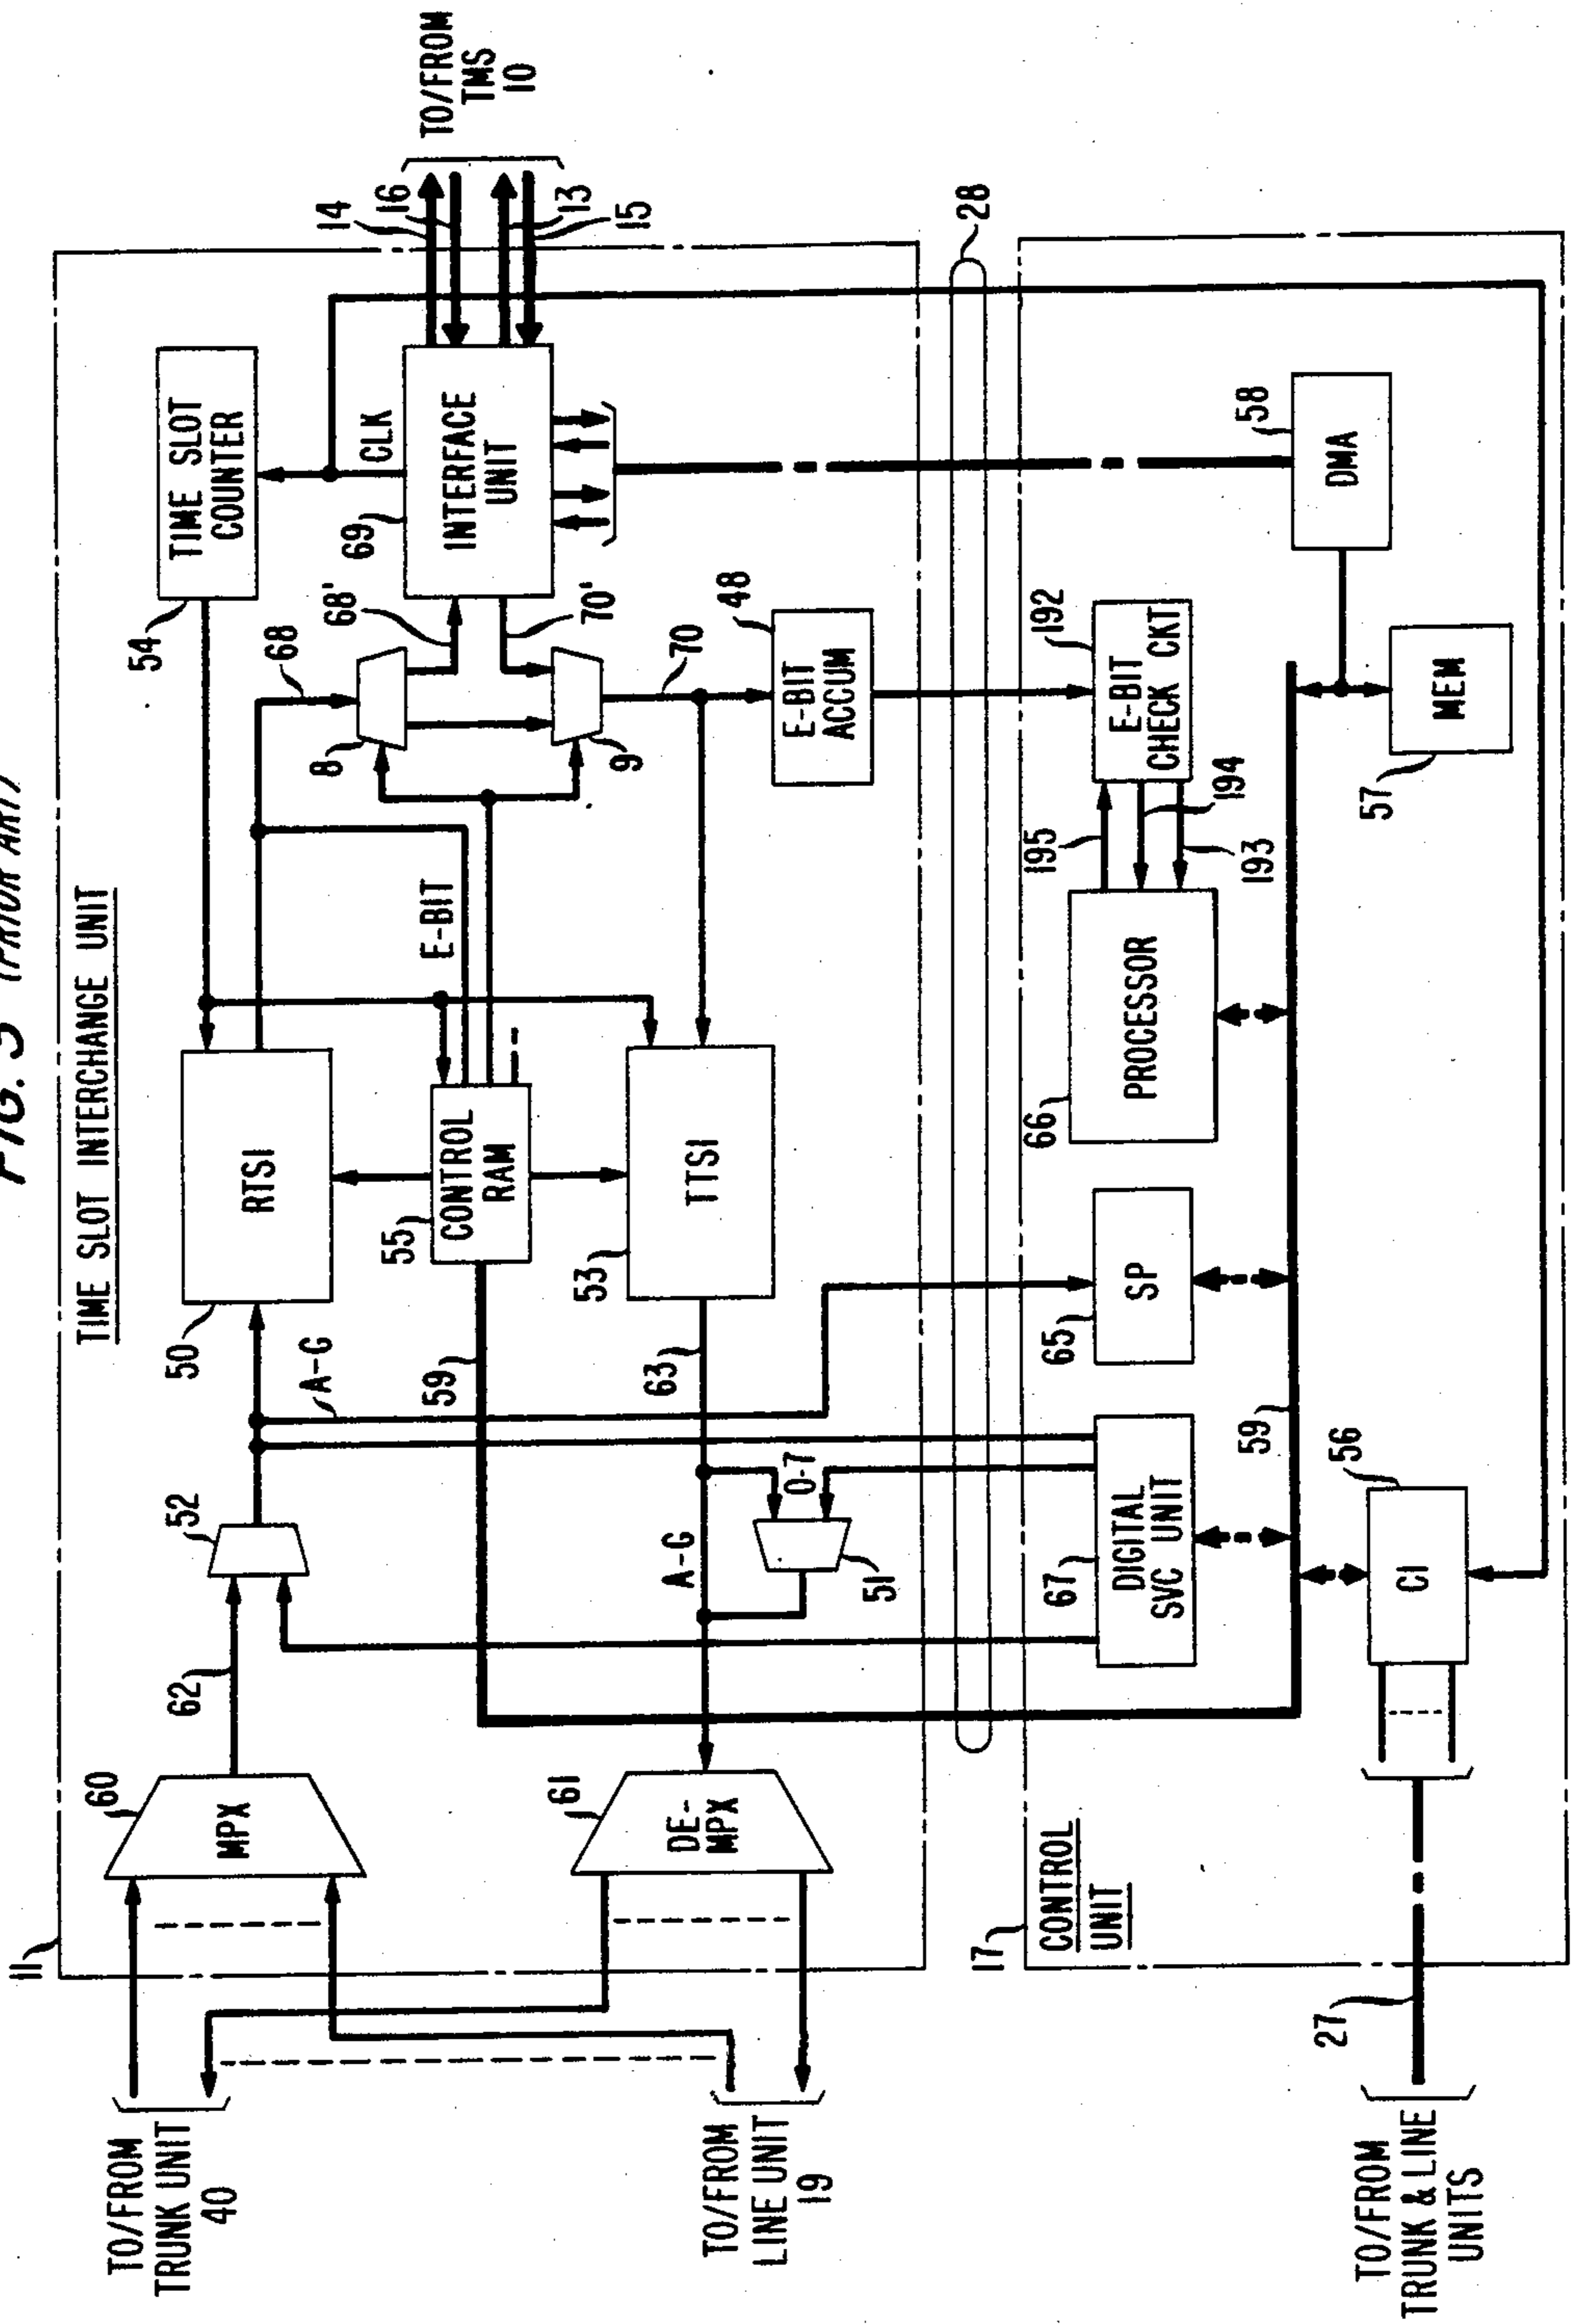 FIG. 3 (PRIOR ART)
11
TIME SLOT INTERCHANGE UNIT
TO/FROM
TRUNK UNIT
40
60
MPX
62
52
50
RTSI
A-G
54
TIME SLOT
COUNTER
68
8
68'
CLK
69
INTERFACE
UNIT
14
16
13
15
TO/FROM
TMS
10
70'
9
70
E-BIT
55
CONTROL
RAM
59
53
TTSI
63
A-G
0-7
51
61
DE-
MPX
TO/FROM
LINE UNIT
19
48
E-BIT
ACCUM
28
17
CONTROL
UNIT
67
DIGITAL
SVC UNIT
65
SP
66
PROCESSOR
195
194
193
192
E-BIT
CHECK CKT
58
DMA
57
MEM
59
56
CI
27
TO/FROM
TRUNK & LINE
UNITS